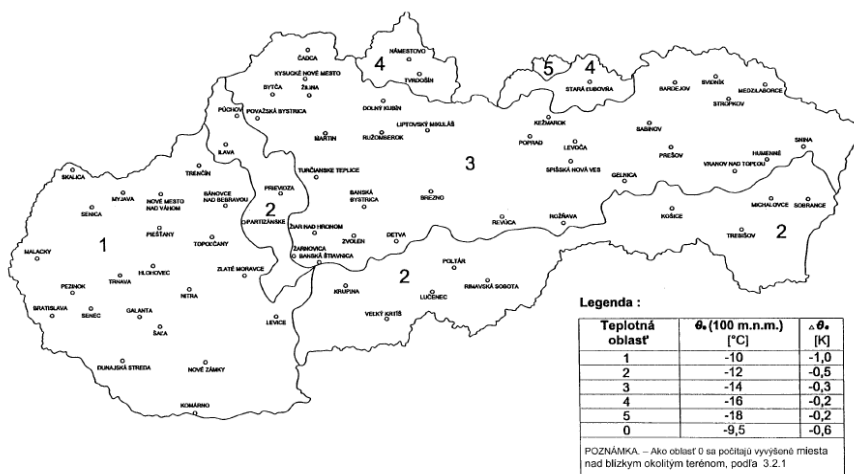 ČADCA
4
NÁMESTOVO
TVRDOŠÍN
5
4
STARÁ ĽUBOVŇA
KYSUCKÉ NOVÉ MESTO
BYTČA
ŽILINA
BARDEJOV
SVIDNÍK
STROPKOV
MEDZILABORCE
PÚCHOV
POVAŽSKÁ BYSTRICA
DOLNÝ KUBÍN
LIPTOVSKÝ MIKULÁŠ
KEŽMAROK
SABINOV
MARTIN
RUŽOMBEROK
POPRAD
LEVOČA
SNINA
ILAVA
3
PREŠOV
HUMENNÉ
SPIŠSKÁ NOVÁ VES
VRANOV NAD TOPĽOU
SKALICA
TRENČÍN
TURČIANSKE TEPLICE
GELNICA
SENICA
MYJAVA
NOVÉ MESTO
NAD VÁHOM
BÁNOVCE
NAD BEBRAVOU
PRIEVIDZA
BANSKÁ
BYSTRICA
BREZNO
MICHALOVCE
SOBRANCE
2
PARTIZÁNSKE
KOŠICE
REVÚCA
ROŽŇAVA
TREBIŠOV
2
1
PIEŠŤANY
TOPOĽČANY
ŽIAR NAD HRONOM
ZVOLEN
DETVA
MALACKY
ŽARNOVICA
BANSKÁ ŠTIAVNICA
HLOHOVEC
ZLATÉ MORAVCE
TRNAVA
2
POLTÁR
KRUPINA
LUČENEC
RIMAVSKÁ SOBOTA
PEZINOK
NITRA
BRATISLAVA
SENEC
GALANTA
ŠAĽA
LEVICE
VEĽKÝ KRTÍŠ
DUNAJSKÁ STREDA
NOVÉ ZÁMKY
KOMÁRNO
Legenda :
Teplotná oblasť θe (100 m.n.m.) [°C] △ θe [K]
1 -10 -1,0
2 -12 -0,5
3 -14 -0,3
4 -16 -0,2
5 -18 -0,2
0 -9,5 -0,6
POZNÁMKA. – Ako oblasť 0 sa počítajú vyvýšené miesta
nad blízkym okolitým terénom, podľa 3.2.1